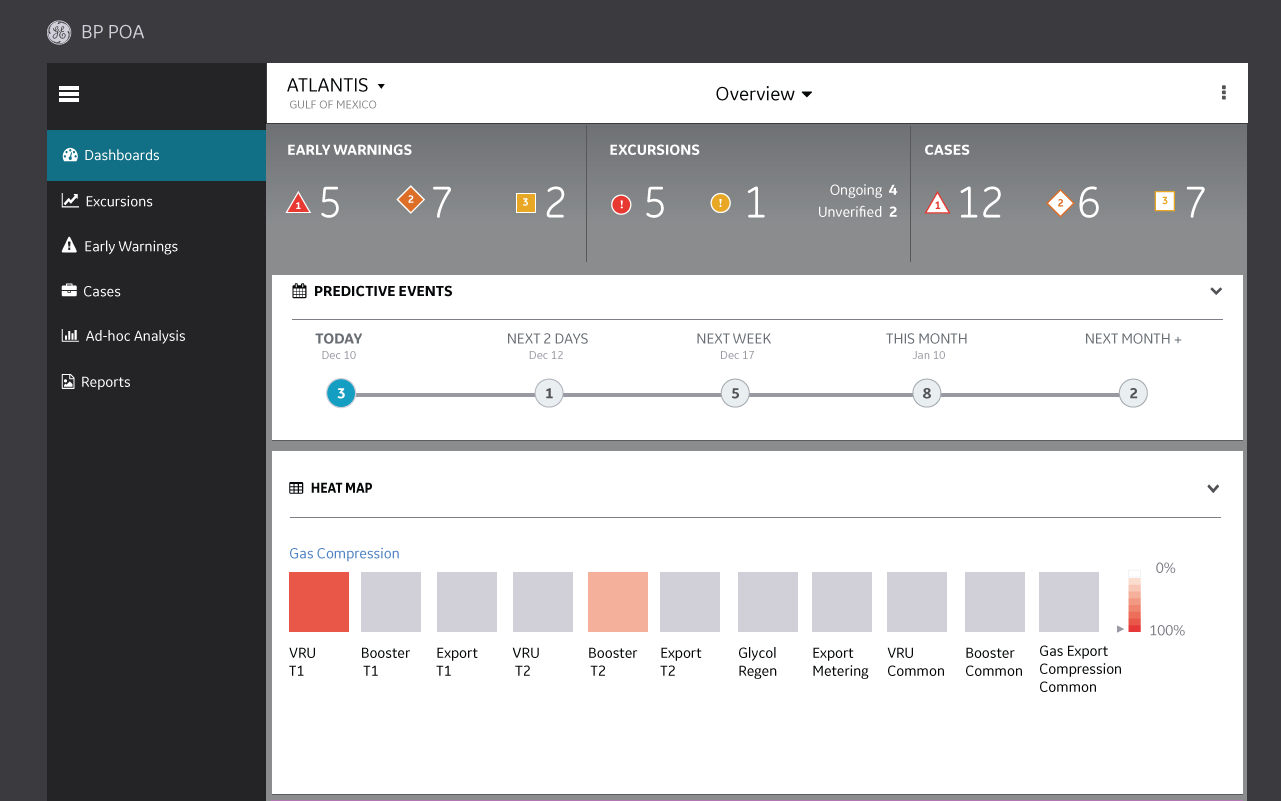 BP POA
ATLANTIS
GULF OF MEXICO
Overview
Dashboards
Excursions
Early Warnings
Cases
Ad-hoc Analysis
Reports
EARLY WARNINGS
1 5 2 7 3 2
EXCURSIONS
! 5 ! 1
Ongoing 4
Unverified 2
CASES
1 12 2 6 3 7
PREDICTIVE EVENTS
TODAY NEXT 2 DAYS NEXT WEEK THIS MONTH NEXT MONTH +
Dec 10 Dec 12 Dec 17 Jan 10
3 1 5 8 2
HEAT MAP
Gas Compression
0%
100%
VRU
T1
Booster
T1
Export
T1
VRU
T2
Booster
T2
Export
T2
Glycol
Regen
Export
Metering
VRU
Common
Booster
Common
Gas Export
Compression
Common